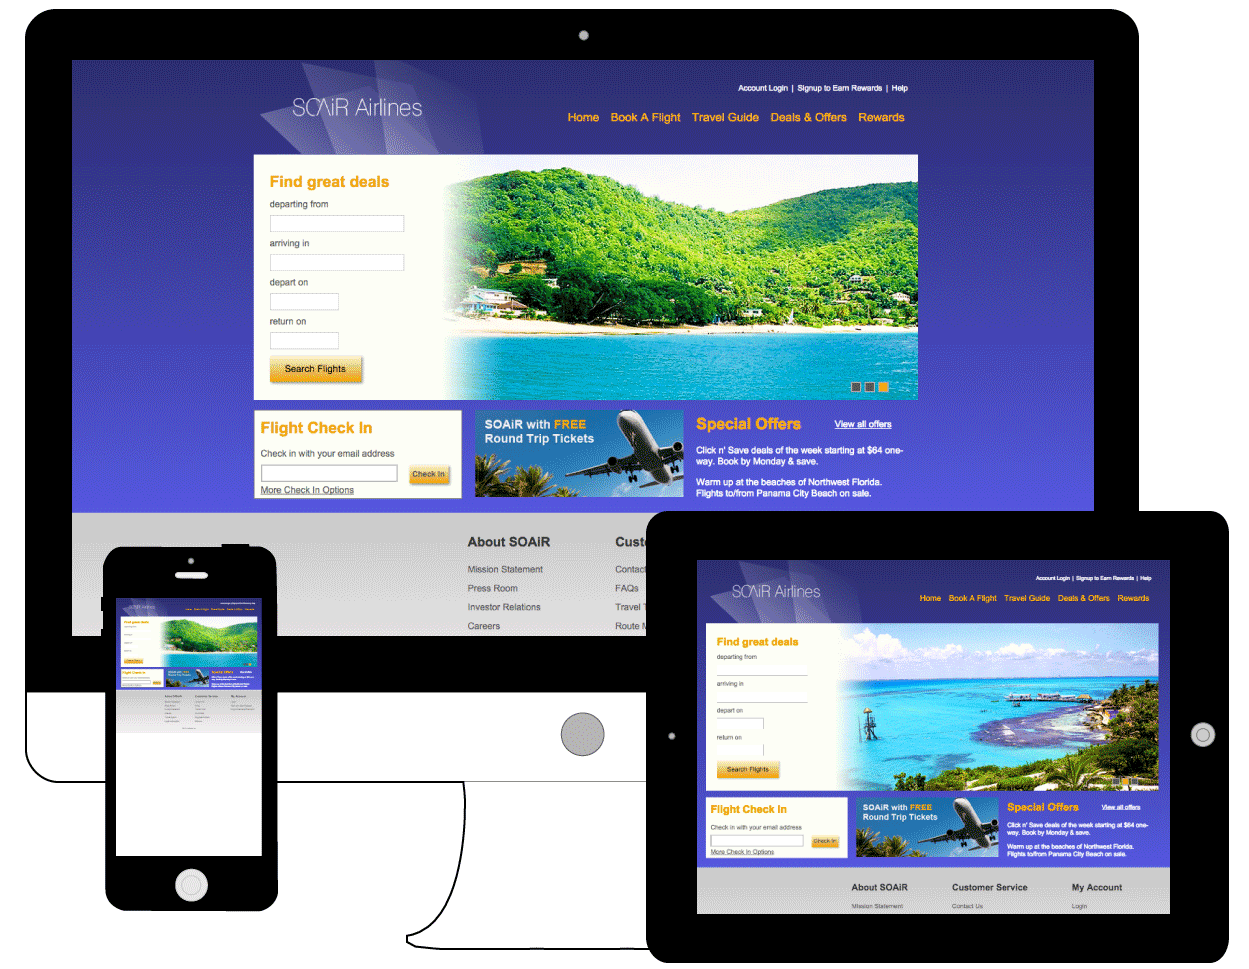 Account Login | Signup to Earn Rewards | Help
SOAiR Airlines
Home Book A Flight Travel Guide Deals & Offers Rewards
Find great deals
departing from
arriving in
depart on
return on
Search Flights
Flight Check In
Check in with your email address
Check In
More Check In Options
SOAiR with FREE
Round Trip Tickets
Special Offers
View all offers
Click n' Save deals of the week starting at $64 one-
way. Book by Monday & save.
Warm up at the beaches of Northwest Florida.
Flights to/from Panama City Beach on sale.
About SOAiR
Mission Statement
Press Room
Investor Relations
Careers
Cust
Contac
FAQs
Travel T
Route M
Account Login | Signup to Earn Rewards | Help
SOAiR Airlines
Home Book A Flight Travel Guide Deals & Offers Rewards
Find great deals
departing from
arriving in
depart on
return on
Search Flights
Flight Check In
Check in with your email address
Check In
More Check In Options
SOAiR with FREE
Round Trip Tickets
Special Offers
View all offers
Click n' Save deals of the week starting at $64 one-
way. Book by Monday & save.
Warm up at the beaches of Northwest Florida.
Flights to/from Panama City Beach on sale.
About SOAiR
Mission Statement
Customer Service
Contact Us
My Account
Login
SOAiR Airlines
Find great deals
Flight Check In